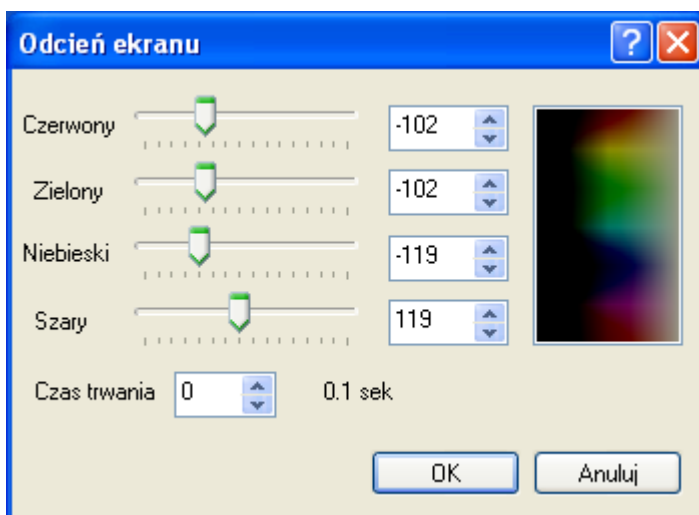 Odcień ekranu
Czerwony -102
Zielony -102
Niebieski -119
Szary 119
Czas trwania 0 0.1 sek
OK Anuluj